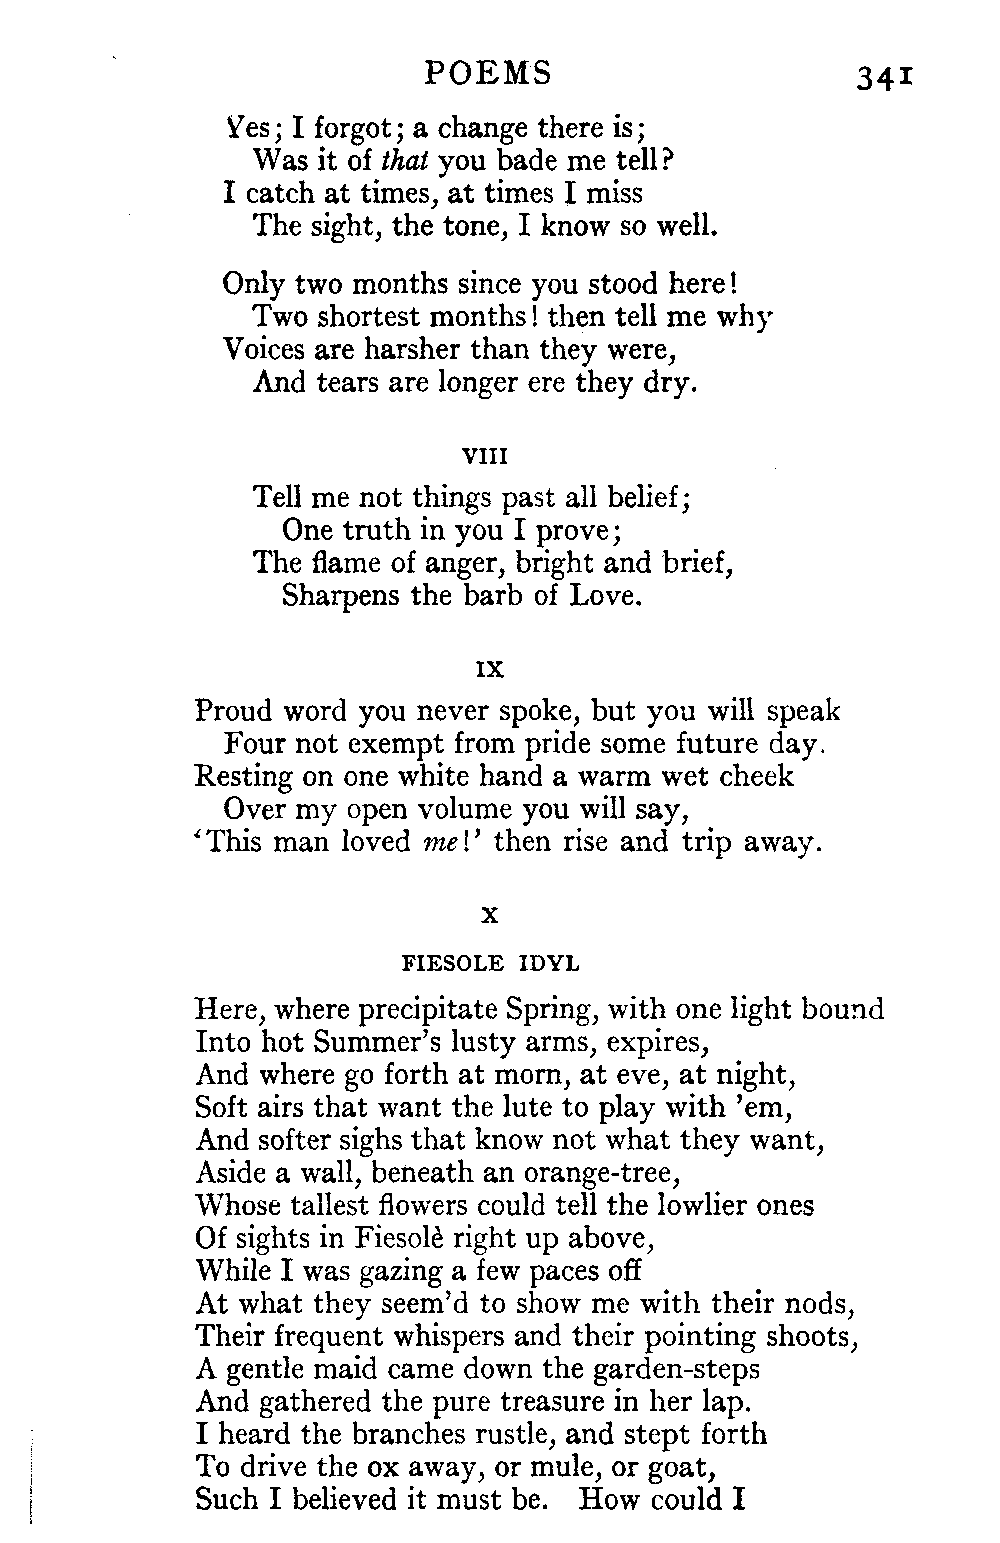 POEMS 341
Yes; I forgot; a change there is;
Was it of that you bade me tell?
I catch at times, at times I miss
The sight, the tone, I know so well.
Only two months since you stood here!
Two shortest months! then tell me why
Voices are harsher than they were,
And tears are longer ere they dry.
VIII
Tell me not things past all belief;
One truth in you I prove;
The flame of anger, bright and brief,
Sharpens the barb of Love.
IX
Proud word you never spoke, but you will speak
Four not exempt from pride some future day.
Resting on one white hand a warm wet cheek
Over my open volume you will say,
‘This man loved me!’ then rise and trip away.
X
FIESOLE IDYL
Here, where precipitate Spring, with one light bound
Into hot Summer’s lusty arms, expires,
And where go forth at morn, at eve, at night,
Soft airs that want the lute to play with ’em,
And softer sighs that know not what they want,
Aside a wall, beneath an orange-tree,
Whose tallest flowers could tell the lowlier ones
Of sights in Fiesolè right up above,
While I was gazing a few paces off
At what they seem’d to show me with their nods,
Their frequent whispers and their pointing shoots,
A gentle maid came down the garden-steps
And gathered the pure treasure in her lap.
I heard the branches rustle, and stept forth
To drive the ox away, or mule, or goat,
Such I believed it must be. How could I